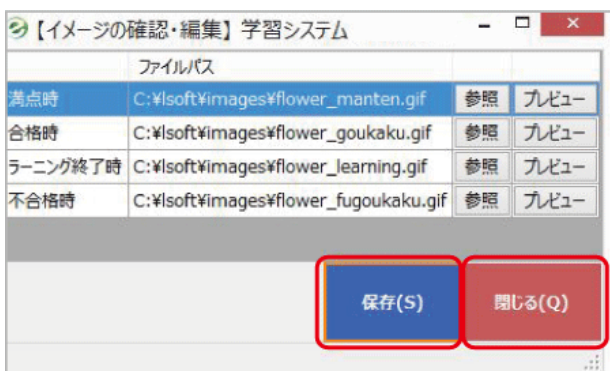 【イメージの確認・編集】学習システム
ファイルパス
満点時 C:¥lsoft¥images¥flower_manten.gif 参照 プレビュー
合格時 C:¥lsoft¥images¥flower_goukaku.gif 参照 プレビュー
ラーニング終了時 C:¥lsoft¥images¥flower_learning.gif 参照 プレビュー
不合格時 C:¥lsoft¥images¥flower_fugoukaku.gif 参照 プレビュー
保存(S) 閉じる(Q)